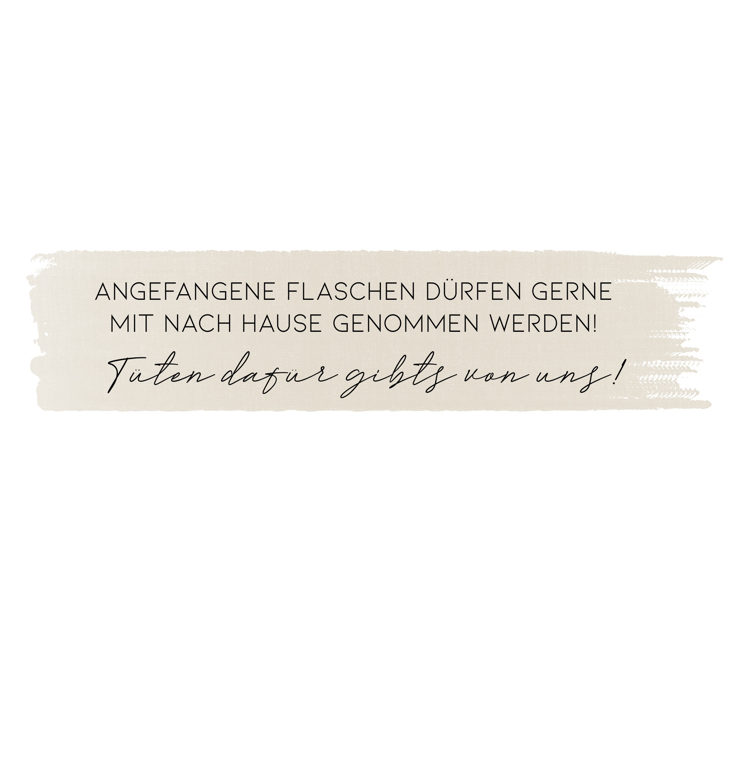 ANGEFANGENE FLASCHEN DÜRFEN GERNE
MIT NACH HAUSE GENOMMEN WERDEN!
Tüten dafür gibts von uns!